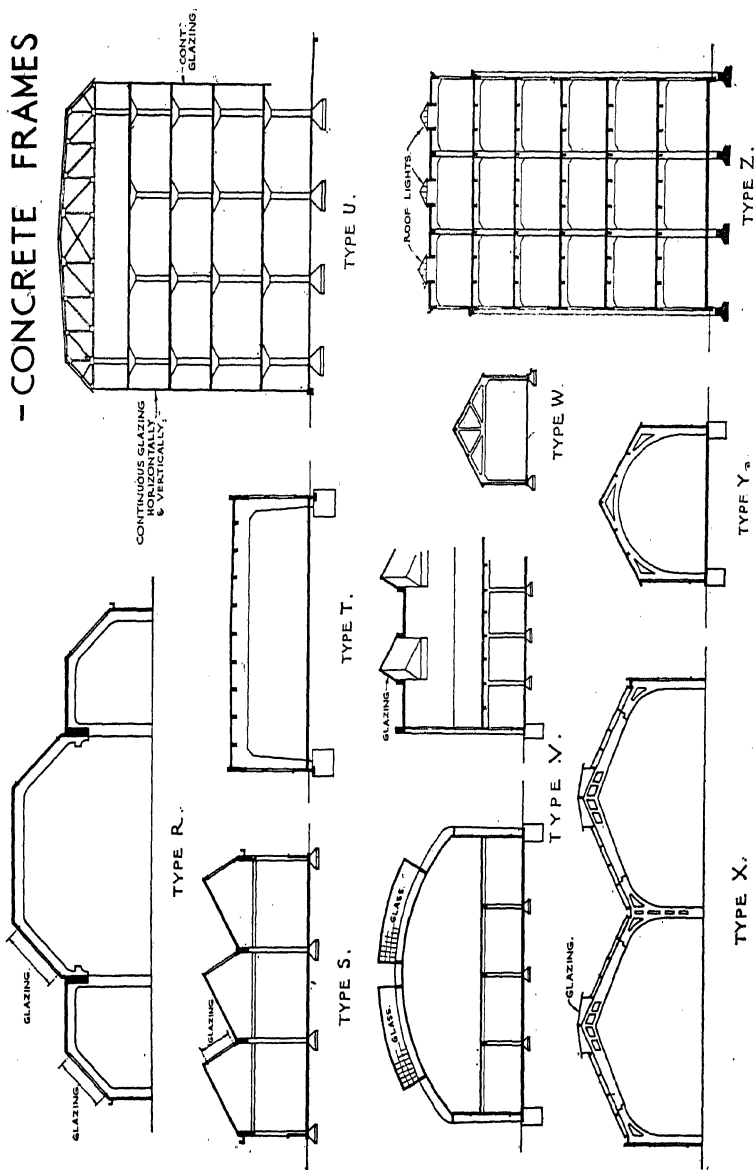 - CONCRETE FRAMES
GLAZING.
GLAZING.
TYPE R.
CONTINUOUS GLAZING
HORIZONTALLY
& VERTICALLY.
CONT.
GLAZING.
TYPE U.
GLAZING
TYPE S.
TYPE T.
ROOF LIGHTS.
TYPE Z.
GLASS.
GLASS.
GLAZING
TYPE V.
TYPE W.
GLAZING.
TYPE X.
TYPE Y.